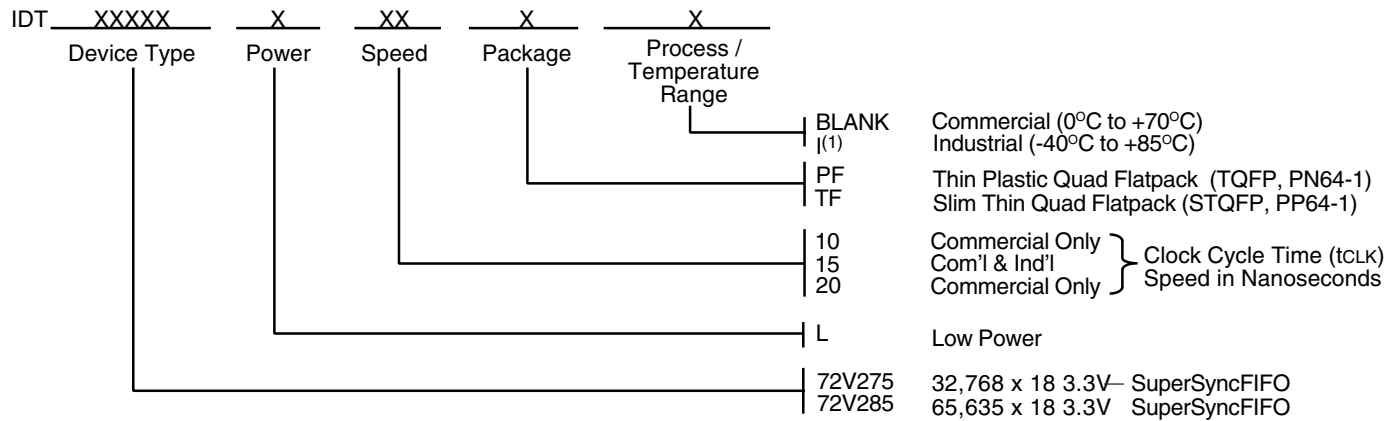 IDT XXXXX X XX X X
Device Type Power Speed Package Process / Temperature Range
BLANK Commercial (0°C to +70°C)
I(1) Industrial (-40°C to +85°C)
PF Thin Plastic Quad Flatpack (TQFP, PN64-1)
TF Slim Thin Quad Flatpack (STQFP, PP64-1)
10 Commercial Only
15 Com'l & Ind'l
20 Commercial Only
Clock Cycle Time (tCLK)
Speed in Nanoseconds
L Low Power
72V275 32,768 x 18 3.3V— SuperSyncFIFO
72V285 65,635 x 18 3.3V SuperSyncFIFO